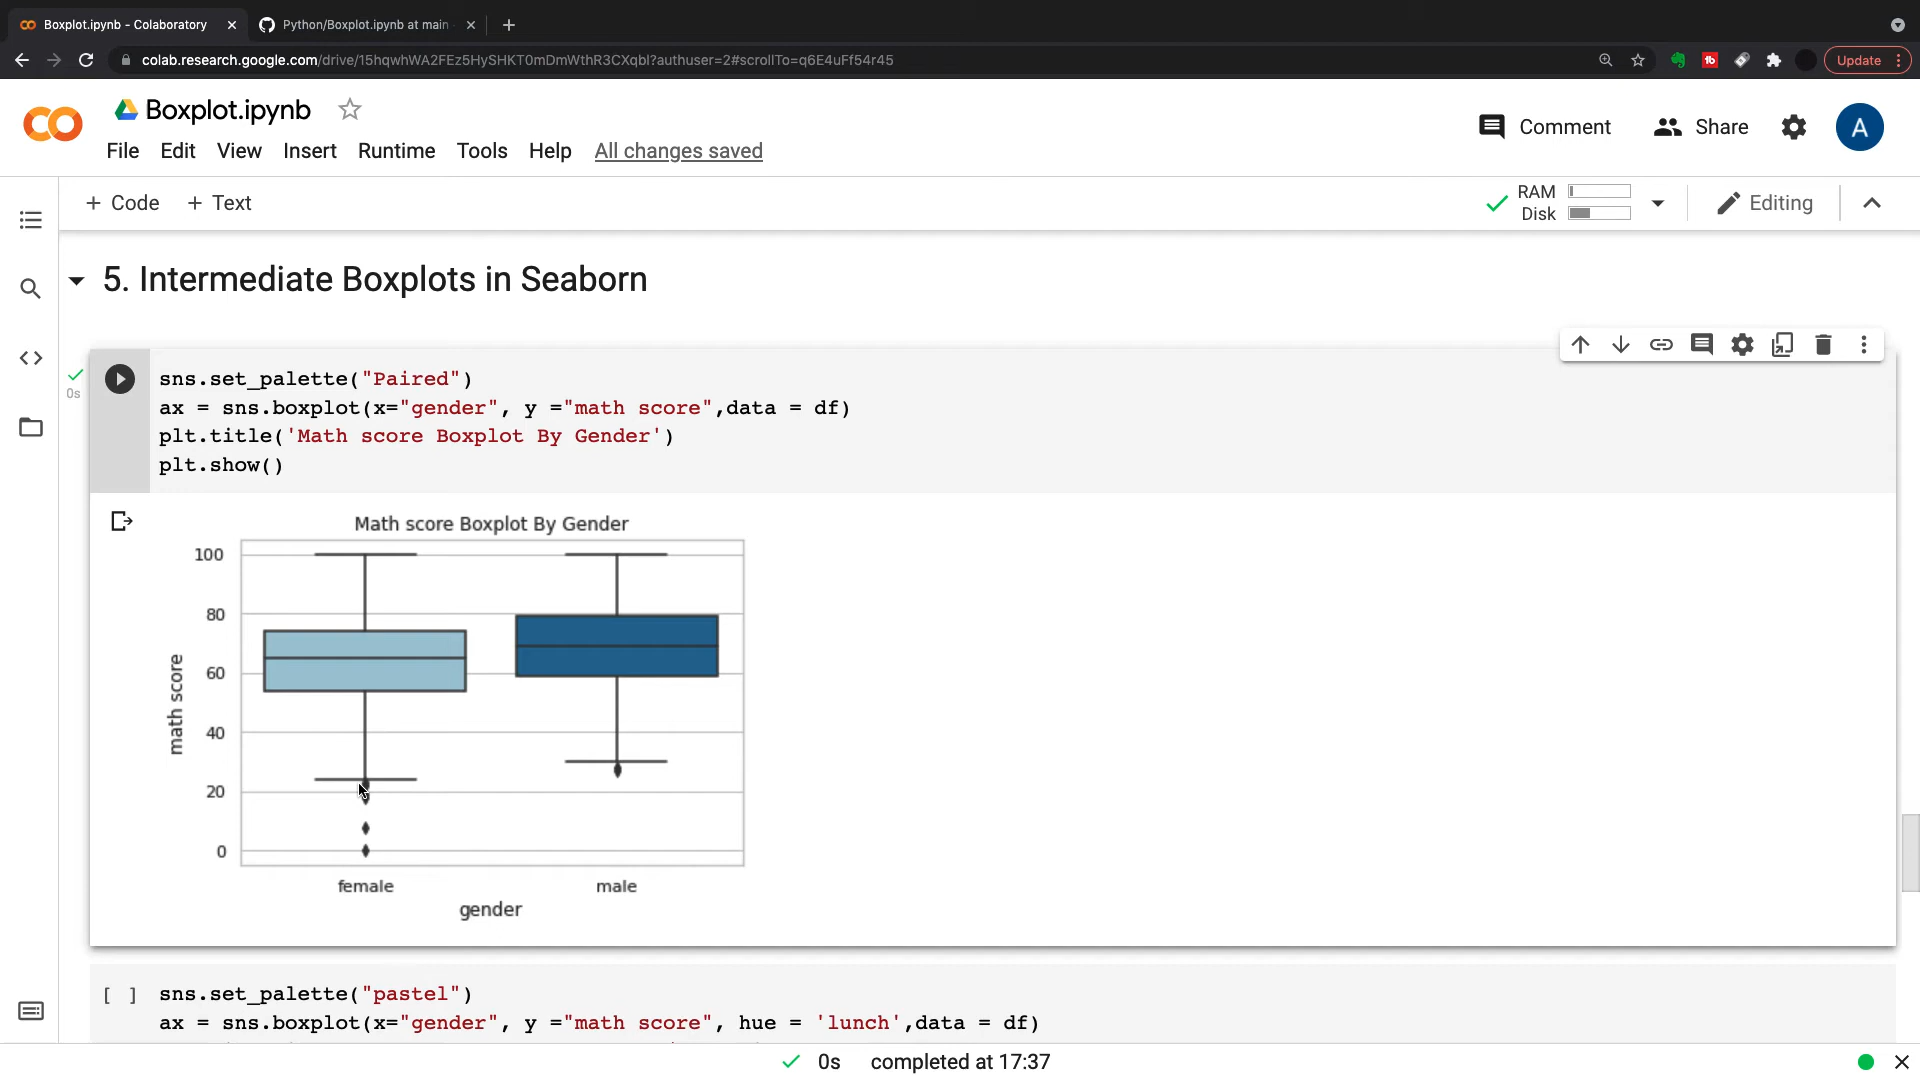 Boxplot.ipynb - Colaboratory
Python/Boxplot.ipynb at main
colab.research.google.com/drive/15hqwhWA2FEz5HySHKT0mDmWthR3CXqbl?authuser=2#scrollTo=q6E4uFf54r45
Update
Boxplot.ipynb
File Edit View Insert Runtime Tools Help All changes saved
Comment
Share
A
+ Code + Text
RAM
Disk
Editing
5. Intermediate Boxplots in Seaborn
0s
sns.set_palette("Paired")
ax = sns.boxplot(x="gender", y ="math score",data = df)
plt.title('Math score Boxplot By Gender')
plt.show()
Math score Boxplot By Gender
100
80
60
40
20
0
math score
female
male
gender
[ ] sns.set_palette("pastel")
ax = sns.boxplot(x="gender", y ="math score", hue = 'lunch',data = df)
0s completed at 17:37